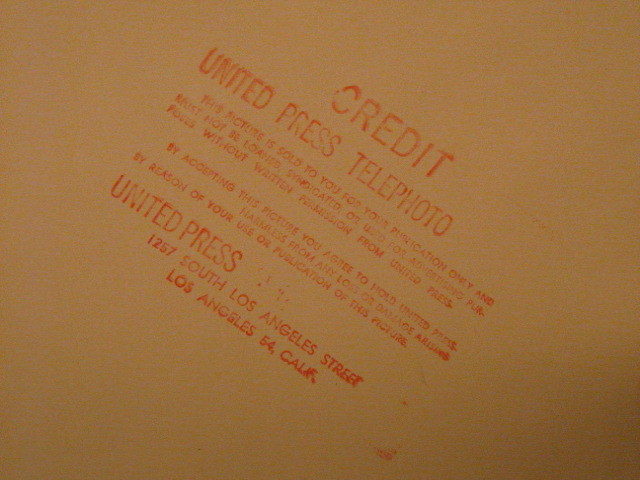 CREDIT
UNITED PRESS TELEPHOTO
THIS PICTURE IS SOLD TO YOU FOR YOUR PUBLICATION ONLY AND
MUST NOT BE LOANED, SYNDICATED, OR USED FOR ADVERTISING PUR-
POSES WITHOUT WRITTEN PERMISSION FROM UNITED PRESS.
BY ACCEPTING THIS PICTURE YOU AGREE TO HOLD UNITED PRESS
HARMLESS FROM ANY LOSS OR DAMAGE ARISING
BY REASON OF YOUR USE OR PUBLICATION OF THIS PICTURE.
UNITED PRESS
1257 SOUTH LOS ANGELES STREET
LOS ANGELES 54, CALIF.